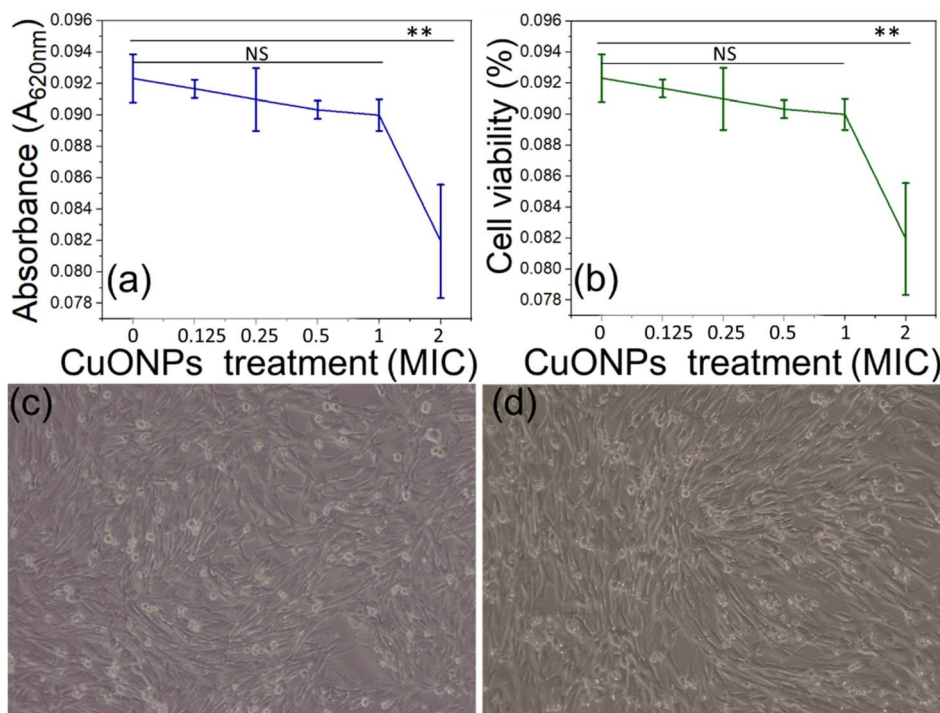 0.096
0.094
0.092
0.090
0.088
0.086
0.084
0.082
0.080
0.078
Absorbance (A620nm)
**
NS
(a)
0 0.125 0.25 0.5 1 2
CuONPs treatment (MIC)
0.096
0.094
0.092
0.090
0.088
0.086
0.084
0.082
0.080
0.078
Cell viability (%)
**
NS
(b)
0 0.125 0.25 0.5 1 2
CuONPs treatment (MIC)
(c)
(d)